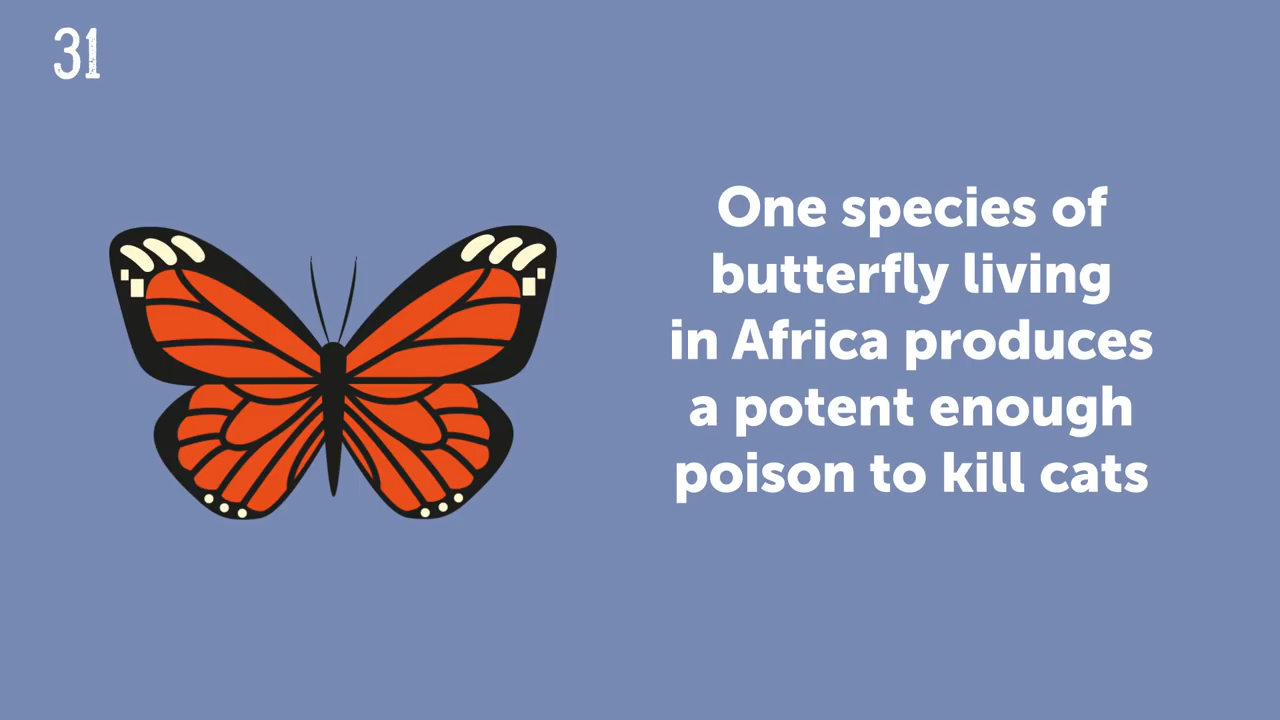 31
One species of
butterfly living
in Africa produces
a potent enough
poison to kill cats